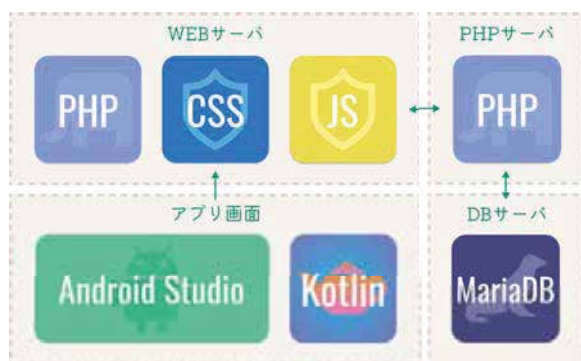 WEBサーバ
PHPサーバ
PHP
CSS
JS
PHP
アプリ画面
DBサーバ
Android Studio
Kotlin
MariaDB